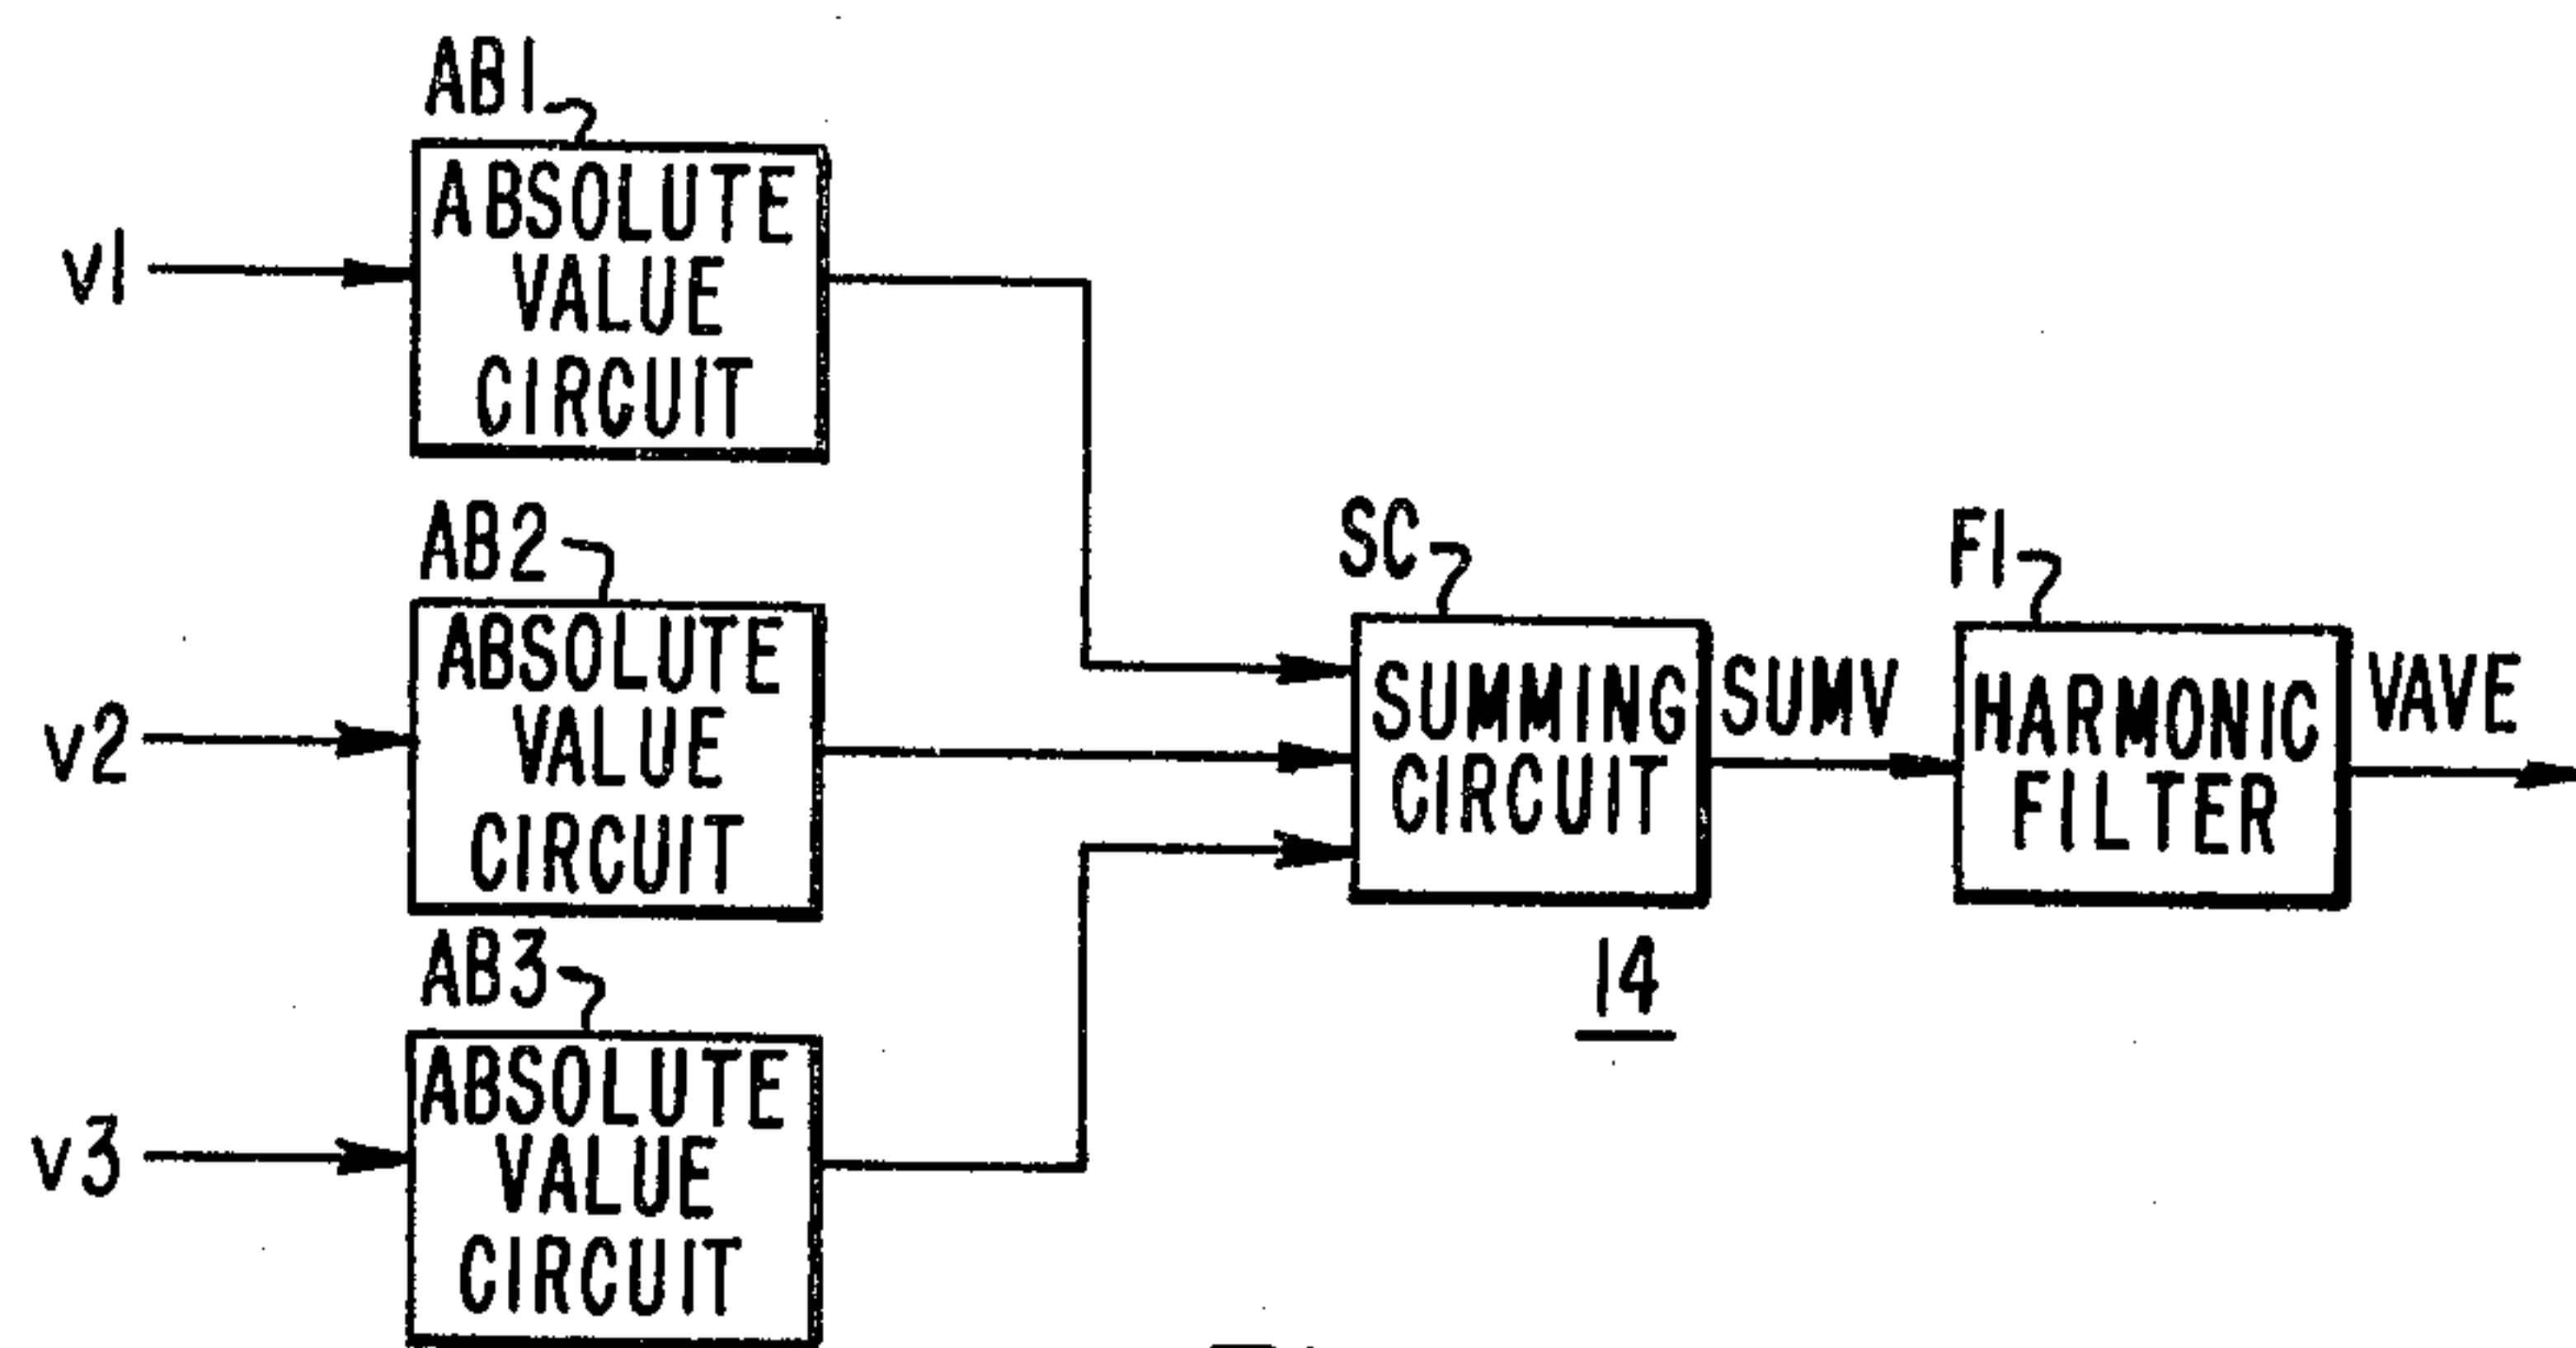 AB1
ABSOLUTE
VALUE
CIRCUIT
v1
AB2
ABSOLUTE
VALUE
CIRCUIT
v2
AB3
ABSOLUTE
VALUE
CIRCUIT
v3
SC
SUMMING
CIRCUIT
SUMV
14
F1
HARMONIC
FILTER
VAVE